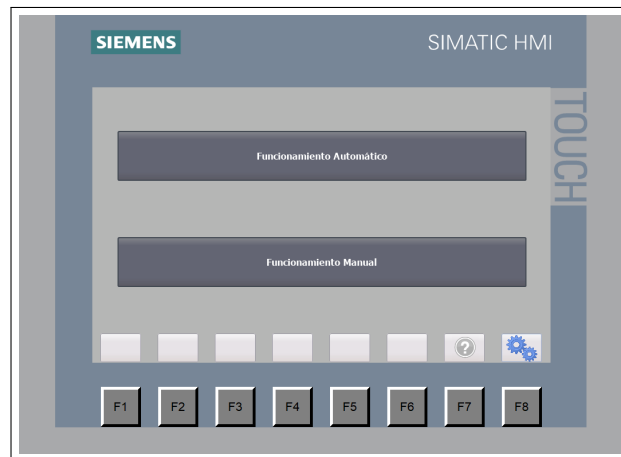 SIEMENS
SIMATIC HMI
TOUCH
Funcionamiento Automático
Funcionamiento Manual
?
F1 F2 F3 F4 F5 F6 F7 F8